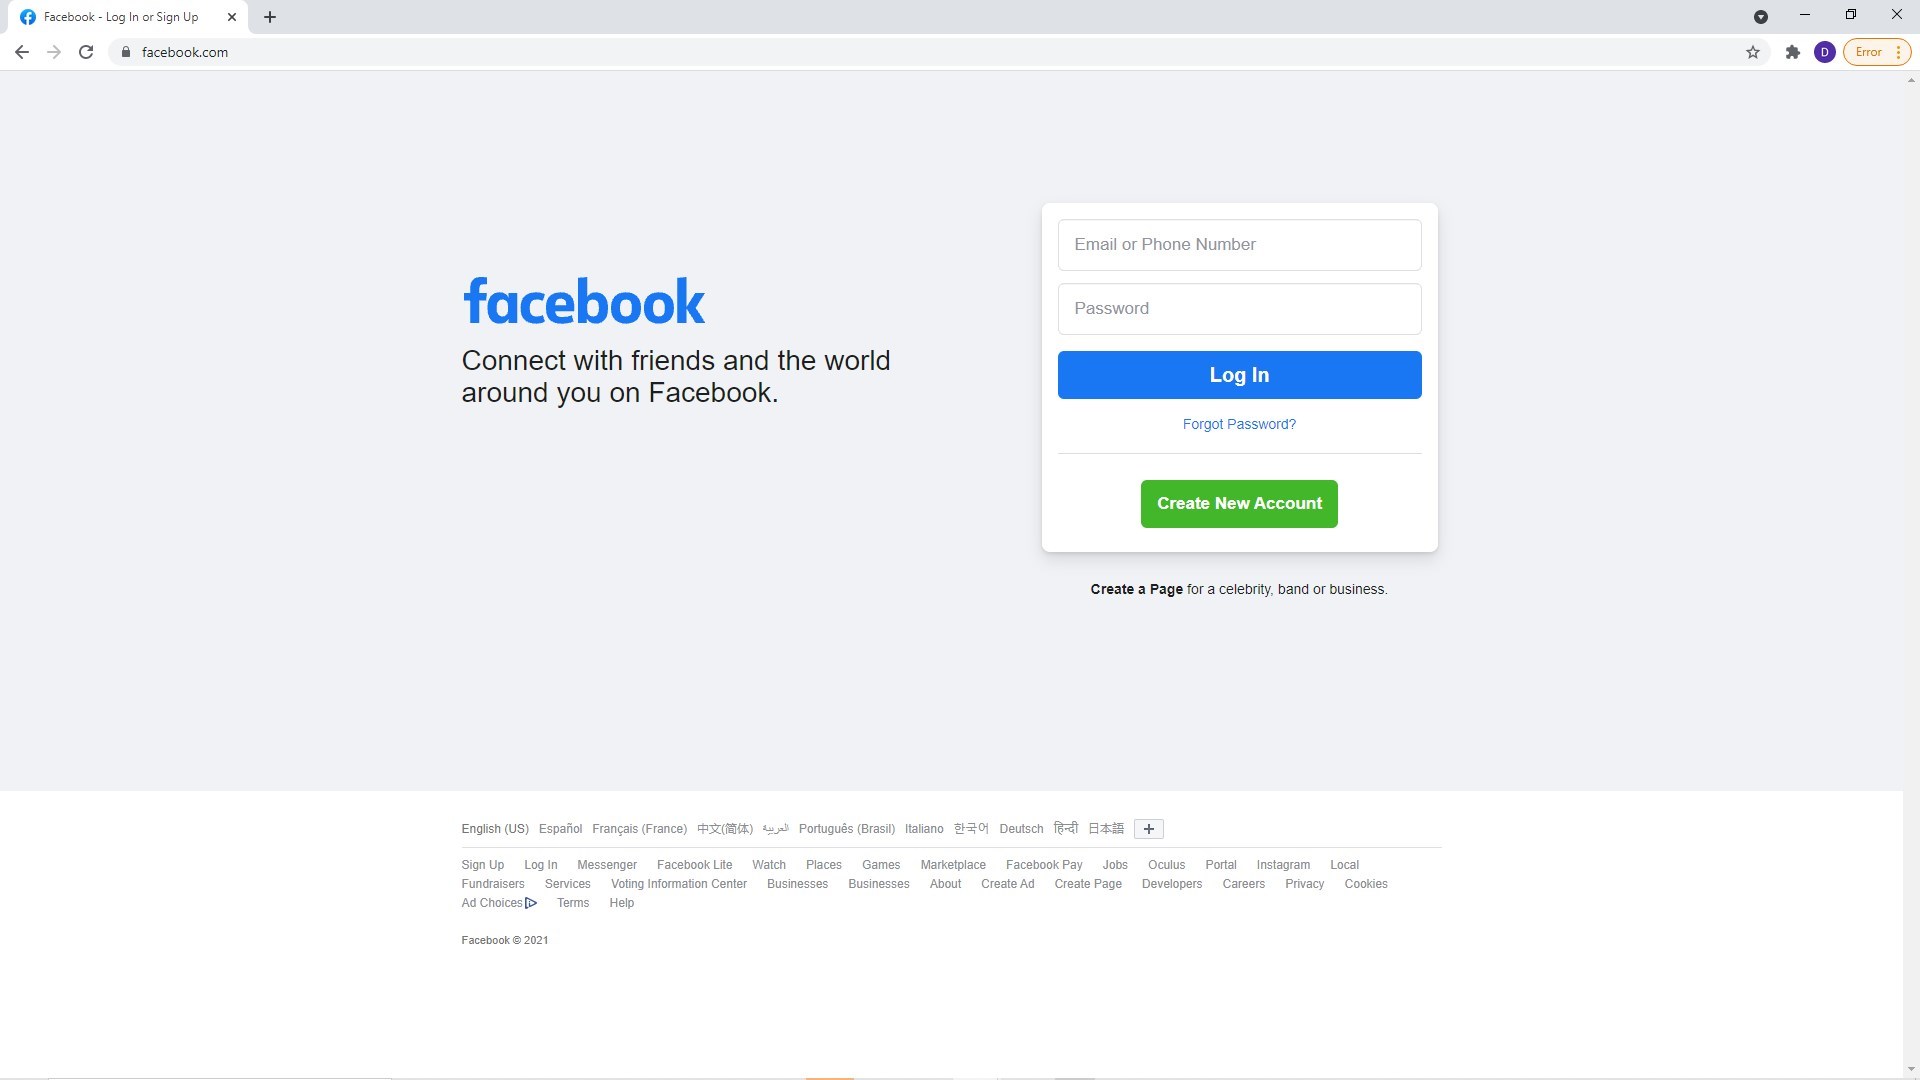 Facebook - Log In or Sign Up
facebook.com
D
Error
facebook
Connect with friends and the world
around you on Facebook.
Email or Phone Number
Password
Log In
Forgot Password?
Create New Account
Create a Page for a celebrity, band or business.
English (US) Español Français (France) 中文(简体) العربية Português (Brasil) Italiano 한국어 Deutsch हिन्दी 日本語
Sign Up Log In Messenger Facebook Lite Watch Places Games Marketplace Facebook Pay Jobs Oculus Portal Instagram Local
Fundraisers Services Voting Information Center Businesses Businesses About Create Ad Create Page Developers Careers Privacy Cookies
Ad Choices Terms Help
Facebook © 2021